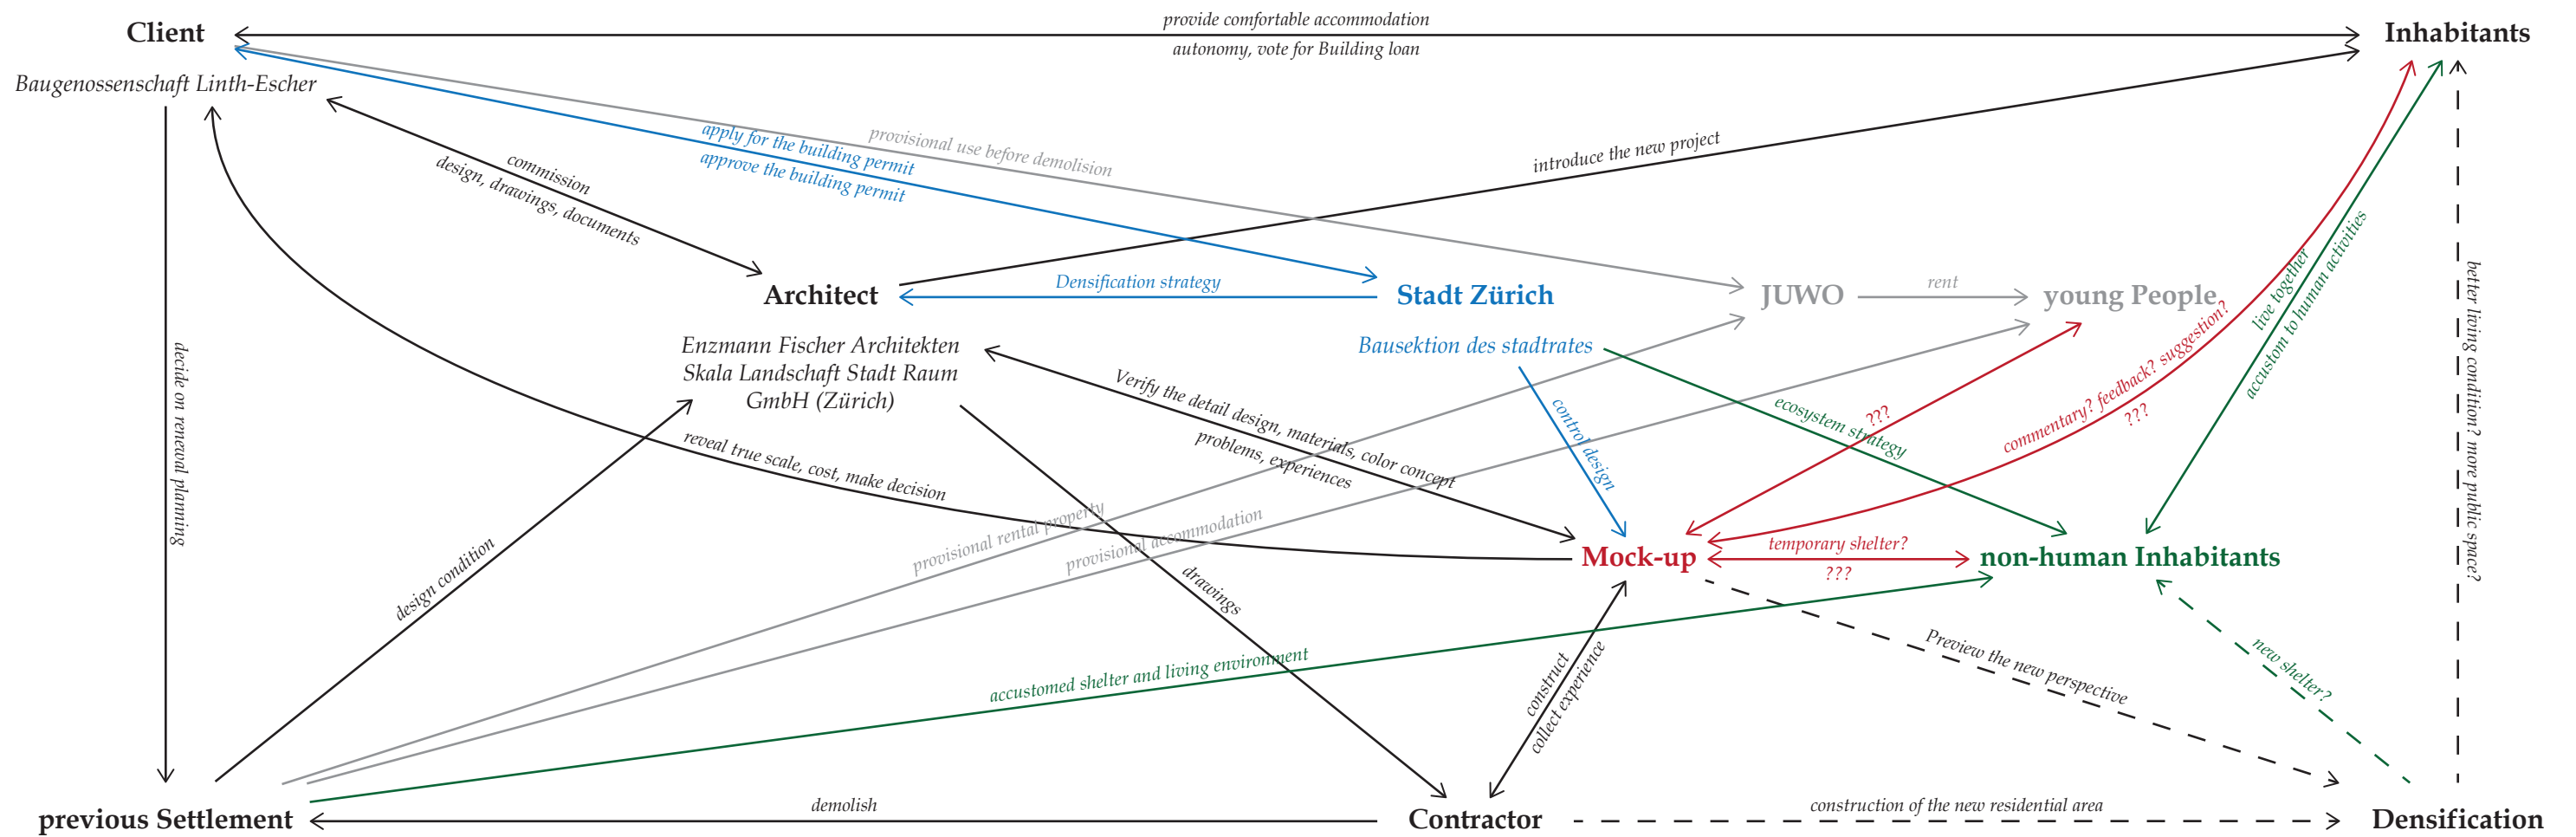 provide comfortable accommodation
Client
Inhabitants
autonomy, vote for Building loan
Baugenossenschaft Linth-Escher
apply for the building permit
provisional use before demolision
approve the building permit
commission
design, drawings, documents
introduce the new project
live together
accustom to human activities
better living condition? more public space?
Architect
Densification strategy
Stadt Zürich
JUWO
rent
young People
Enzmann Fischer Architekten
Skala Landschaft Stadt Raum
GmbH (Zürich)
Bausektion des stadtrates
decide on renewal planning
Verify the detail design, materials, color concept
problems, experiences
control design
ecosystem strategy
???
commentary? feedback? suggestion?
???
reveal true scale, cost, make decision
provisional rental property
provisional accommodation
design condition
drawings
Mock-up
temporary shelter?
???
non-human Inhabitants
accustomed shelter and living environment
construct
collect experience
Preview the new perspective
new shelter?
previous Settlement
demolish
Contractor
construction of the new residential area
Densification